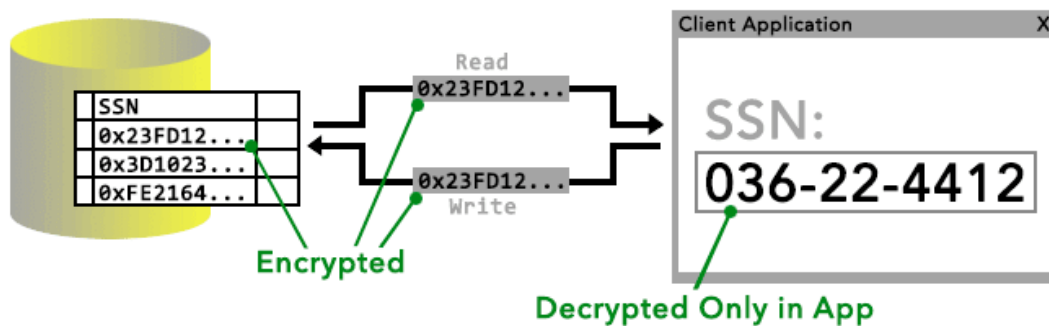 Client Application X
Read
0x23FD12...
SSN
0x23FD12...
0x3D1023...
0xFE2164...
0x23FD12...
Write
SSN:
036-22-4412
Encrypted
Decrypted Only in App